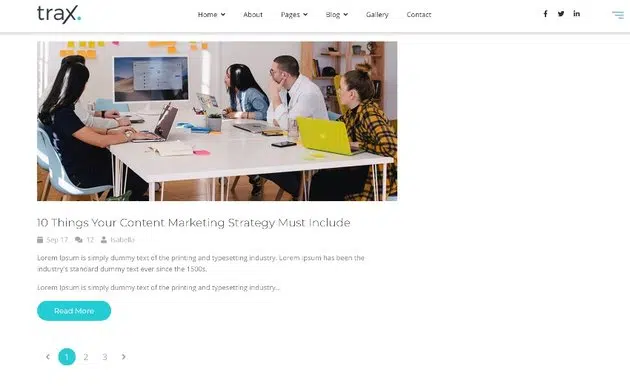 trax.
Home About Pages Blog Gallery Contact
10 Things Your Content Marketing Strategy Must Include
Sep 17 12 Isabella
Lorem Ipsum is simply dummy text of the printing and typesetting industry. Lorem Ipsum has been the
industry's standard dummy text ever since the 1500s.
Lorem Ipsum is simply dummy text of the printing and typesetting industry...
Read More
1 2 3